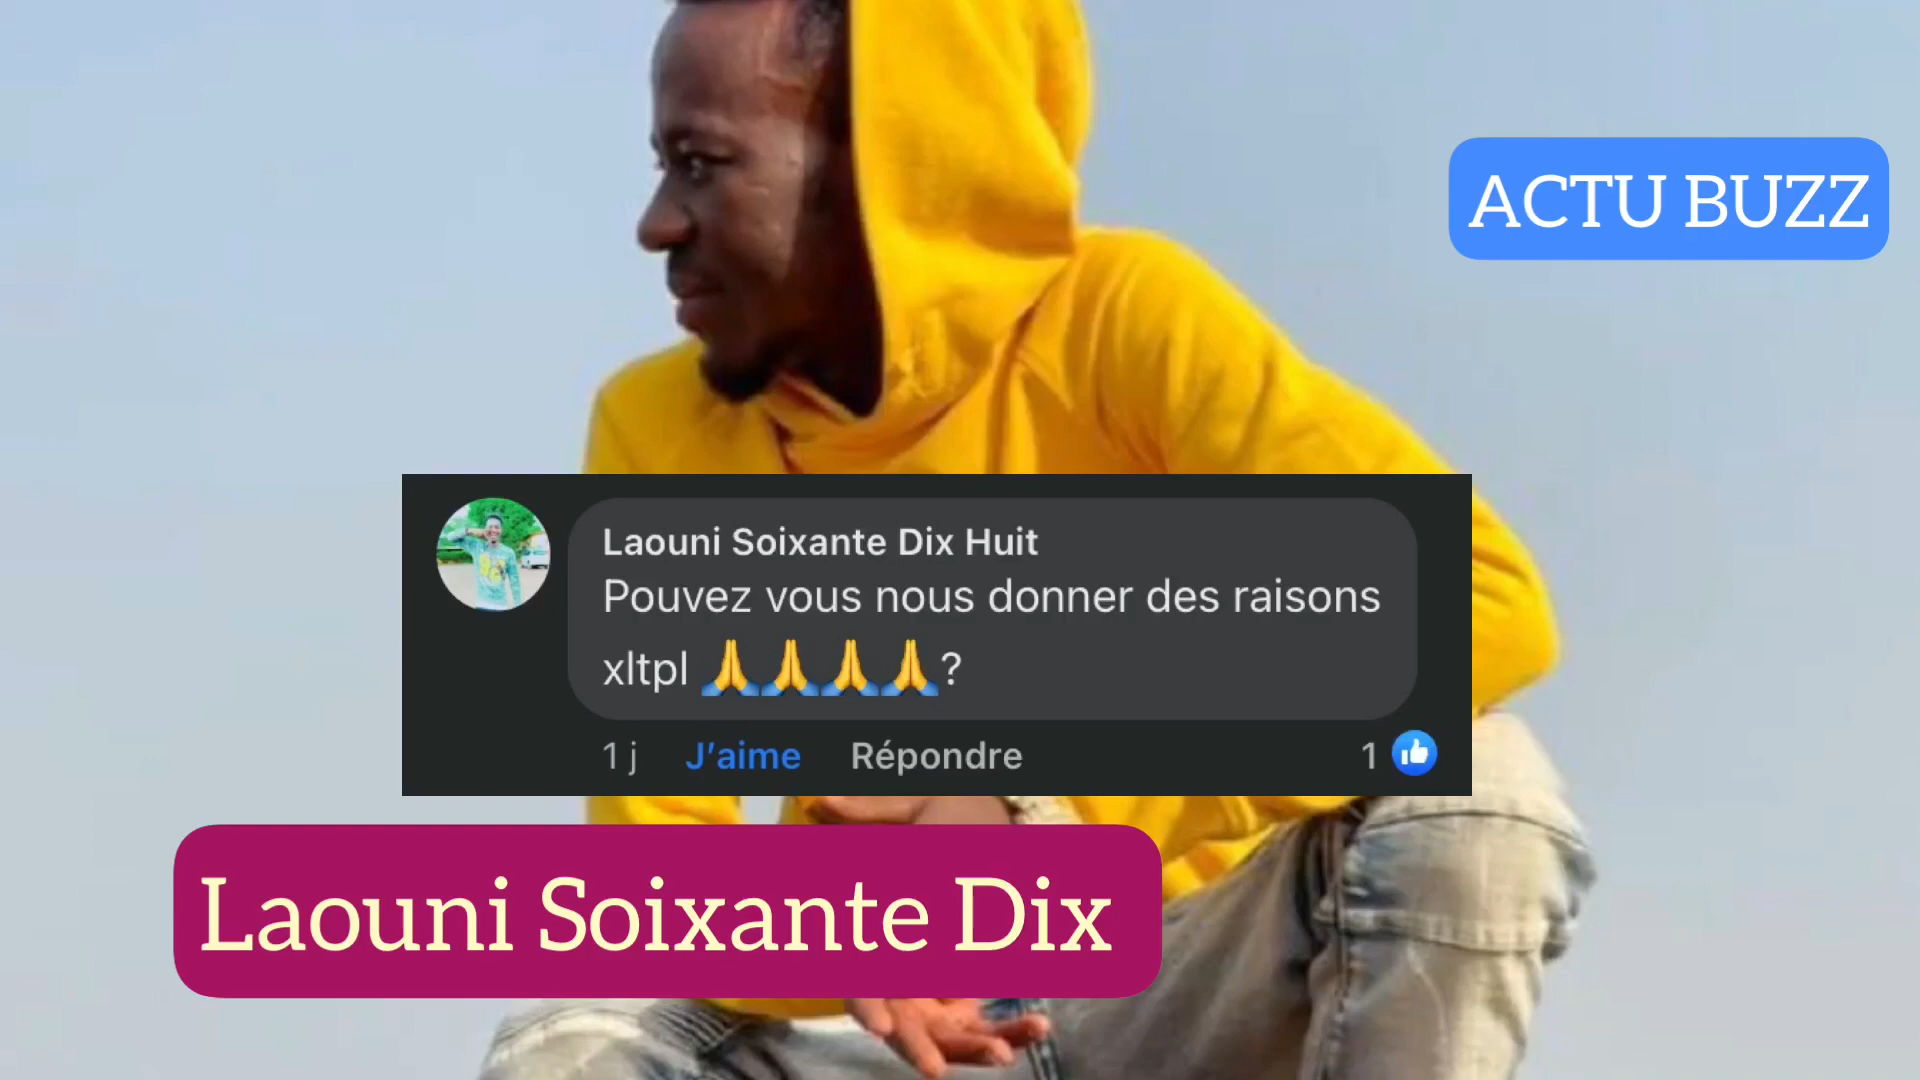 ACTU BUZZ
Laouni Soixante Dix Huit
Pouvez vous nous donner des raisons
xltpl 🙏🙏🙏🙏?
1 j J'aime Répondre 1
Laouni Soixante Dix